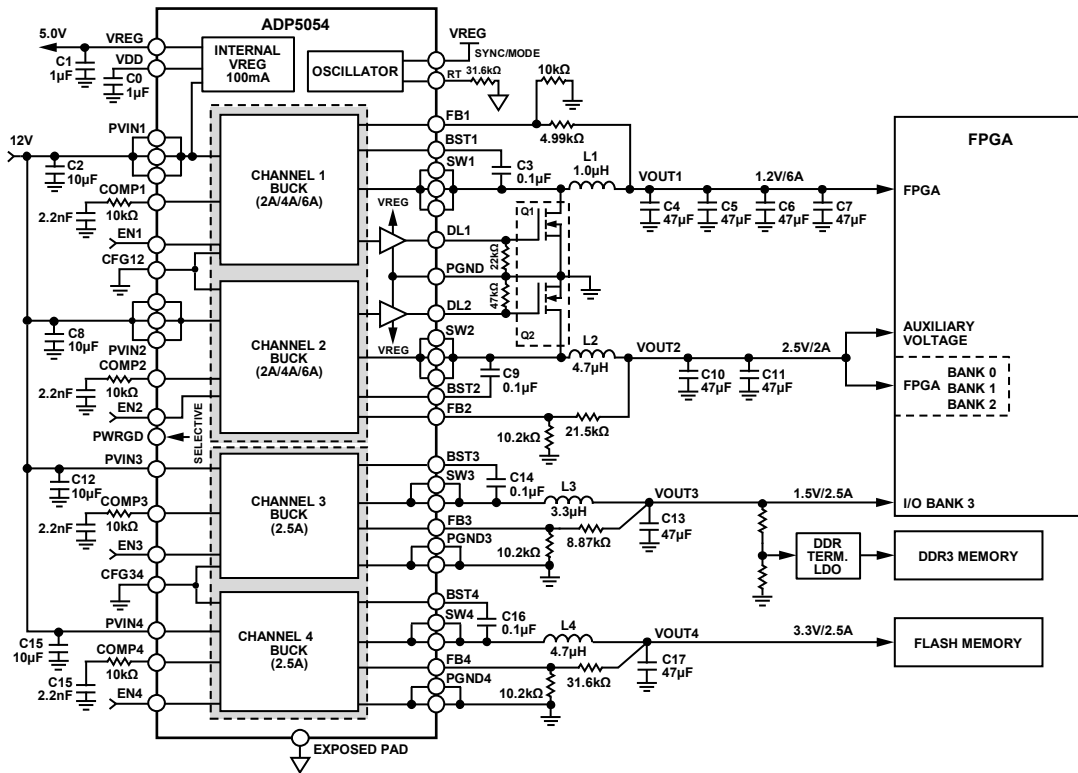 ADP5054
5.0V
VREG
C1
1µF
VDD
C0
1µF
INTERNAL
VREG
100mA
OSCILLATOR
VREG
SYNC/MODE
RT
31.6kΩ
10kΩ
FB1
4.99kΩ
BST1
SW1
C3
0.1µF
L1
1.0µH
VOUT1
1.2V/6A
C4
47µF
C5
47µF
C6
47µF
C7
47µF
FPGA
FPGA
12V
PVIN1
C2
10µF
COMP1
2.2nF
10kΩ
EN1
CFG12
CHANNEL 1
BUCK
(2A/4A/6A)
VREG
DL1
Q1
22kΩ
PGND
47kΩ
DL2
Q2
VREG
C8
10µF
PVIN2
COMP2
2.2nF
10kΩ
EN2
PWRGD
SELECTIVE
CHANNEL 2
BUCK
(2A/4A/6A)
SW2
C9
0.1µF
BST2
FB2
L2
4.7µH
VOUT2
2.5V/2A
C10
47µF
C11
47µF
10.2kΩ
21.5kΩ
AUXILIARY
VOLTAGE
FPGA
BANK 0
BANK 1
BANK 2
PVIN3
C12
10µF
COMP3
2.2nF
10kΩ
EN3
CFG34
CHANNEL 3
BUCK
(2.5A)
BST3
SW3
C14
0.1µF
L3
3.3µH
VOUT3
1.5V/2.5A
I/O BANK 3
FB3
8.87kΩ
C13
47µF
PGND3
10.2kΩ
DDR
TERM.
LDO
DDR3 MEMORY
PVIN4
C15
10µF
COMP4
C15
2.2nF
10kΩ
EN4
CHANNEL 4
BUCK
(2.5A)
BST4
SW4
C16
0.1µF
L4
4.7µH
VOUT4
3.3V/2.5A
FLASH MEMORY
FB4
31.6kΩ
C17
47µF
PGND4
10.2kΩ
EXPOSED PAD